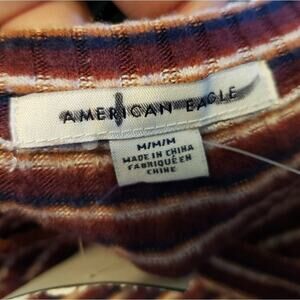 AMERICAN EAGLE
M/M/M
MADE IN CHINA
FABRIQUÉ EN
CHINE